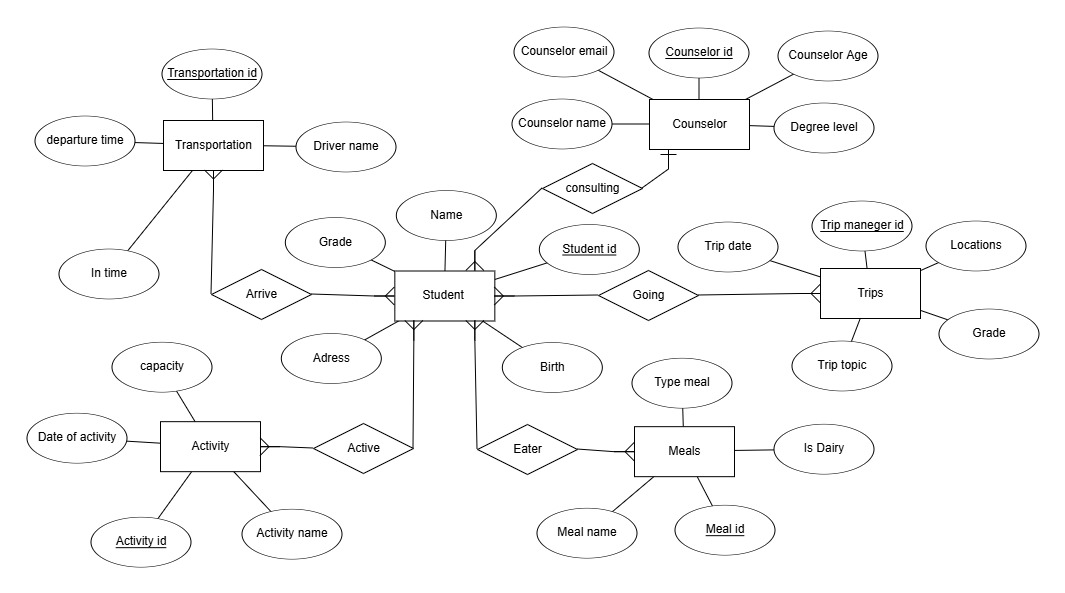 Counselor email
Counselor id
Counselor Age
Transportation id
Counselor name
Counselor
Degree level
departure time
Transportation
Driver name
consulting
Name
Trip maneger id
Grade
Student id
Trip date
Locations
In time
Arrive
Student
Going
Trips
Grade
Adress
Birth
Trip topic
capacity
Type meal
Date of activity
Activity
Active
Eater
Meals
Is Dairy
Activity id
Activity name
Meal name
Meal id